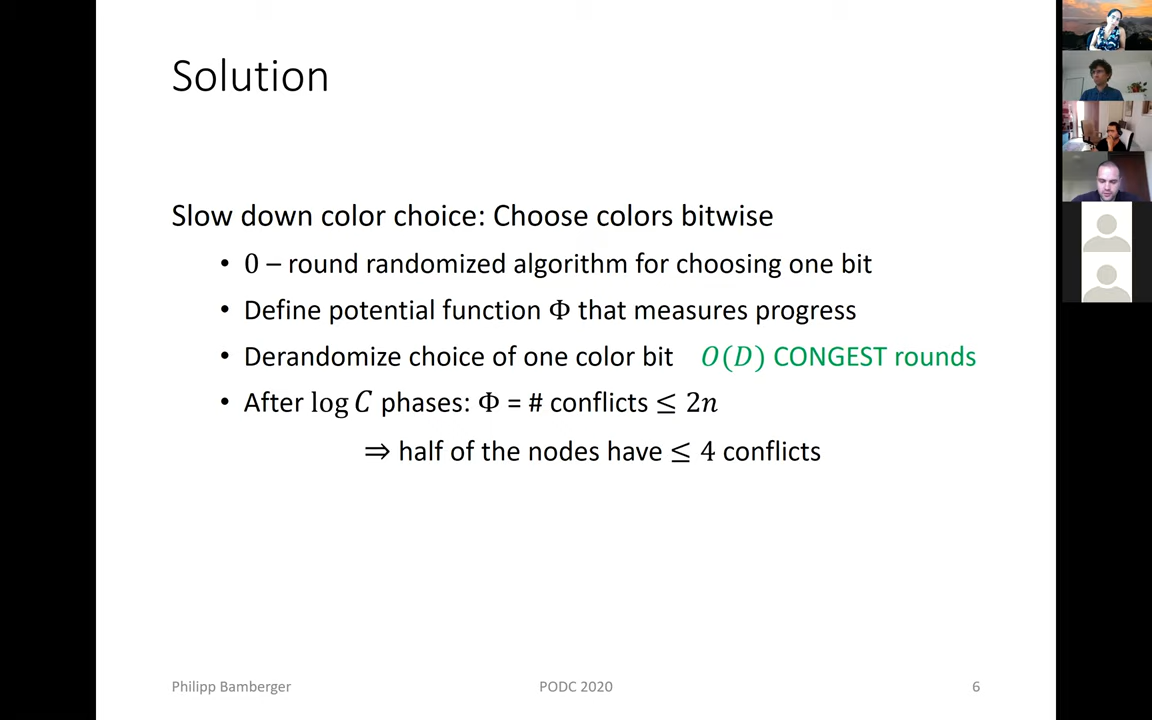 Solution
Slow down color choice: Choose colors bitwise
• 0 – round randomized algorithm for choosing one bit
• Define potential function Φ that measures progress
• Derandomize choice of one color bit O(D) CONGEST rounds
• After log C phases: Φ = # conflicts ≤ 2n
⇒ half of the nodes have ≤ 4 conflicts
Philipp Bamberger PODC 2020 6